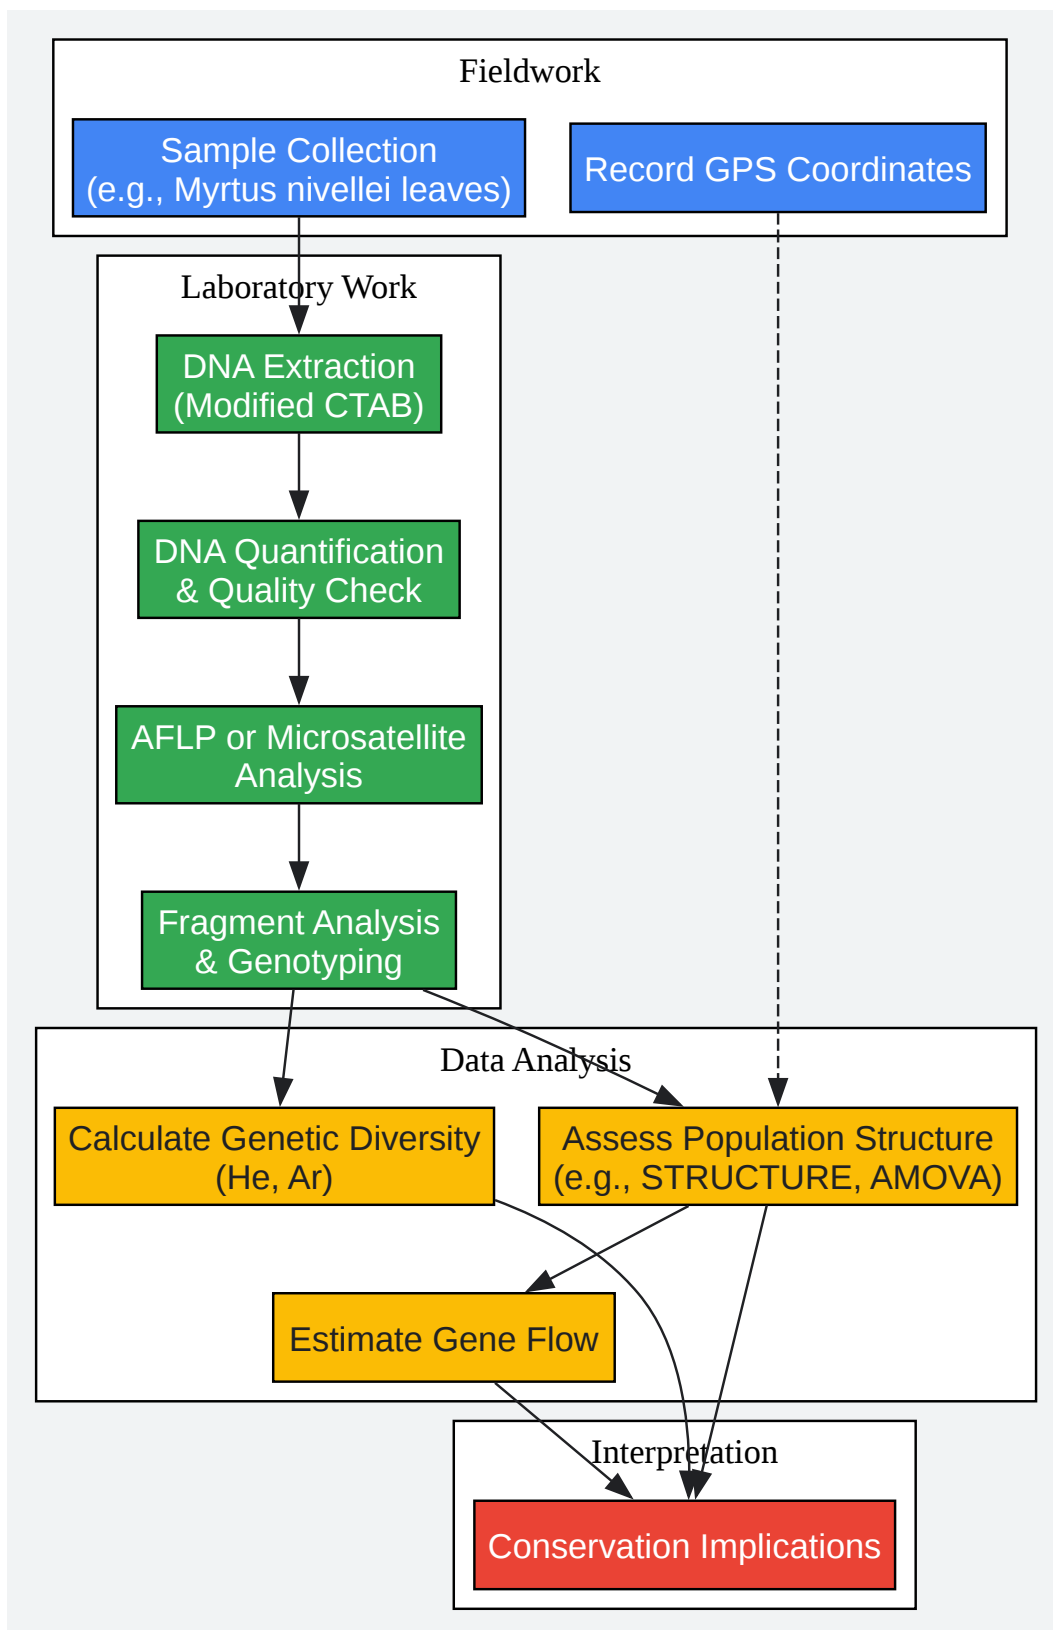 Fieldwork
Sample Collection
(e.g., Myrtus nivellei leaves)
Record GPS Coordinates
Laboratory Work
DNA Extraction
(Modified CTAB)
DNA Quantification
& Quality Check
AFLP or Microsatellite
Analysis
Fragment Analysis
& Genotyping
Data Analysis
Calculate Genetic Diversity
(He, Ar)
Assess Population Structure
(e.g., STRUCTURE, AMOVA)
Estimate Gene Flow
Interpretation
Conservation Implications